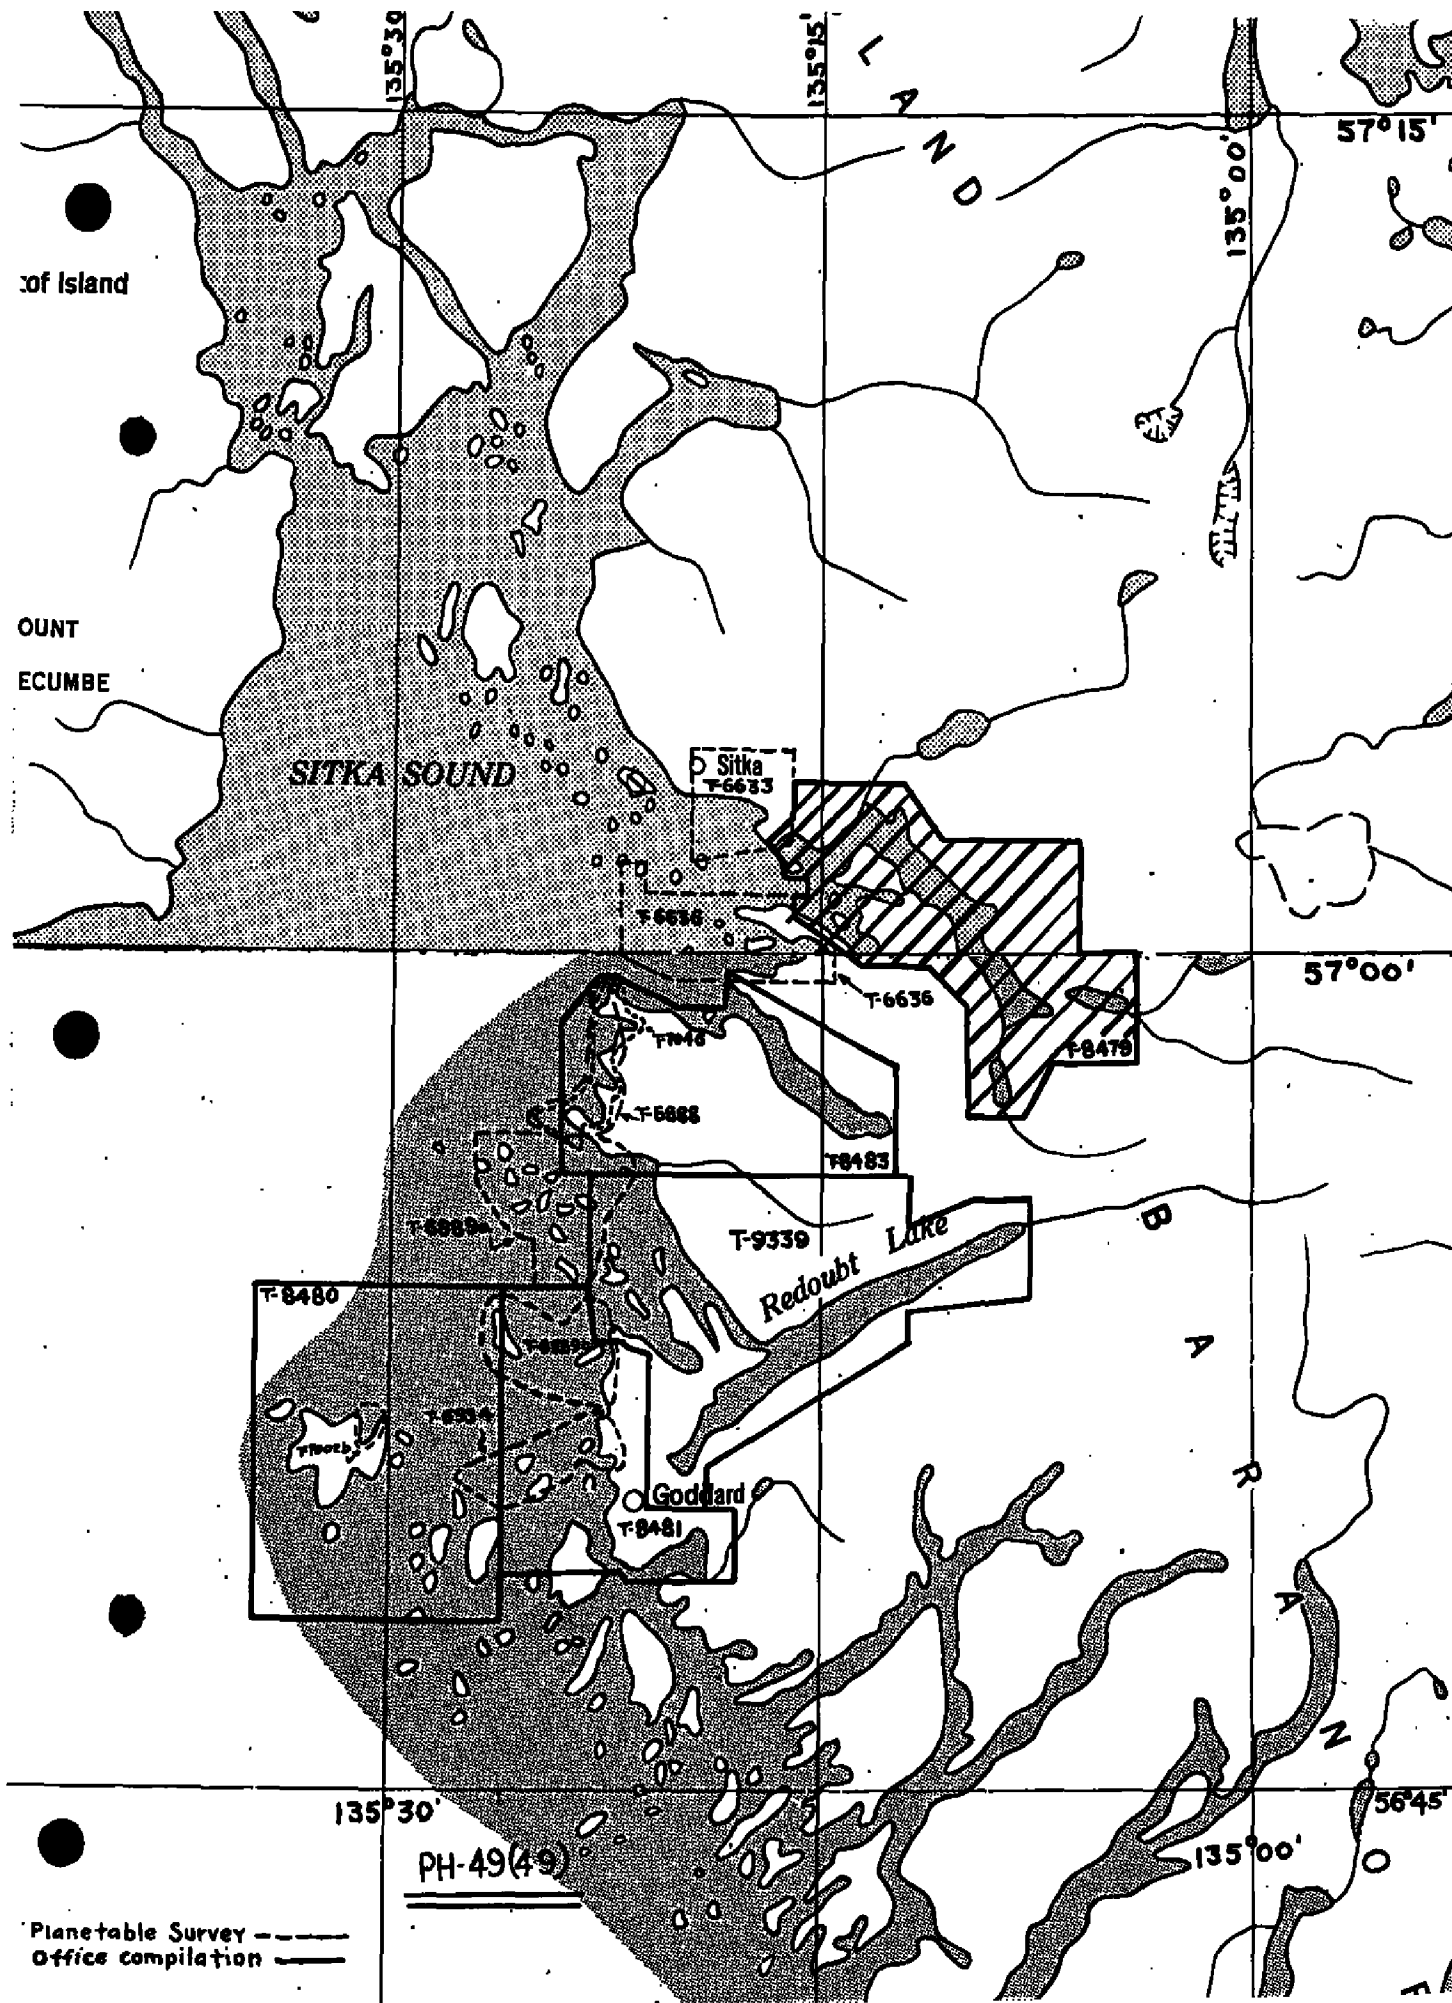 135°30'
135°15'
L
A
N
D
57°15'
135°00'
of Island
OUNT
ECUMBE
SITKA SOUND
Sitka
T-6633
T-6636
57°00'
T-6636
T-8479
T-8483
B
T-9339
Redoubt Lake
T-8480
A
R
Goddard
T-8481
A
N
135°30'
56°45'
135°00'
O
PH-49(49)
Planetable Survey
Office compilation